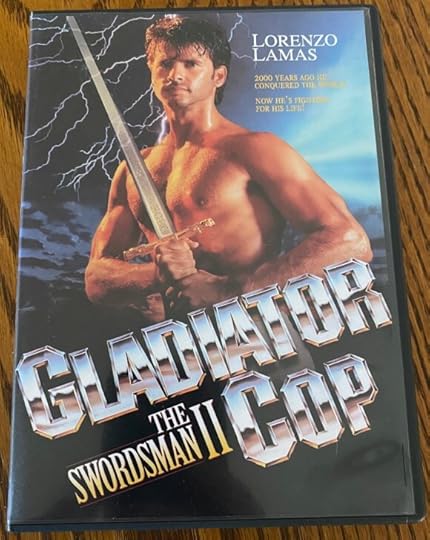 LORENZO
LAMAS
2000 YEARS AGO HE
CONQUERED THE WORLD!
NOW HE'S FIGHTING
FOR HIS LIFE!
GLADIATOR
COP
THE
SWORDSMAN II